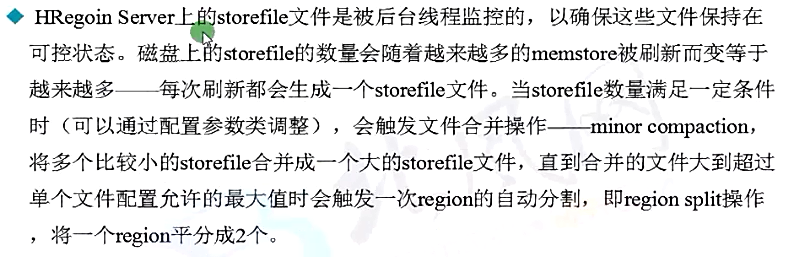 HRegoin Server上的storefile文件是被后台线程监控的，以确保这些文件保持在
可控状态。磁盘上的storefile的数量会随着越来越多的memstore被刷新而变等于
越来越多——每次刷新都会生成一个storefile文件。当storefile数量满足一定条件
时（可以通过配置参数类调整），会触发文件合并操作——minor compaction，
将多个比较小的storefile合并成一个大的storefile文件，直到合并的文件大到超过
单个文件配置允许的最大值时会触发一次region的自动分割，即region split操作
，将一个region平分成2个。